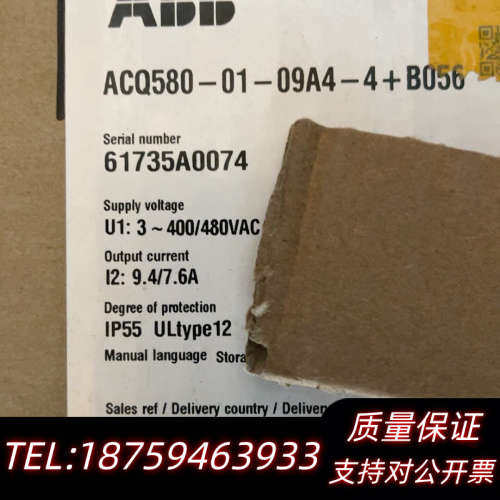 ABB
ACQ580-01-09A4-4+B056
Serial number
61735A0074
Supply voltage
U1: 3 ~ 400/480VAC
Output current
I2: 9.4/7.6A
Degree of protection
IP55 ULtype12
Manual language
Sales ref / Delivery country /
TEL:18759463933
质量保证
支持对公开票